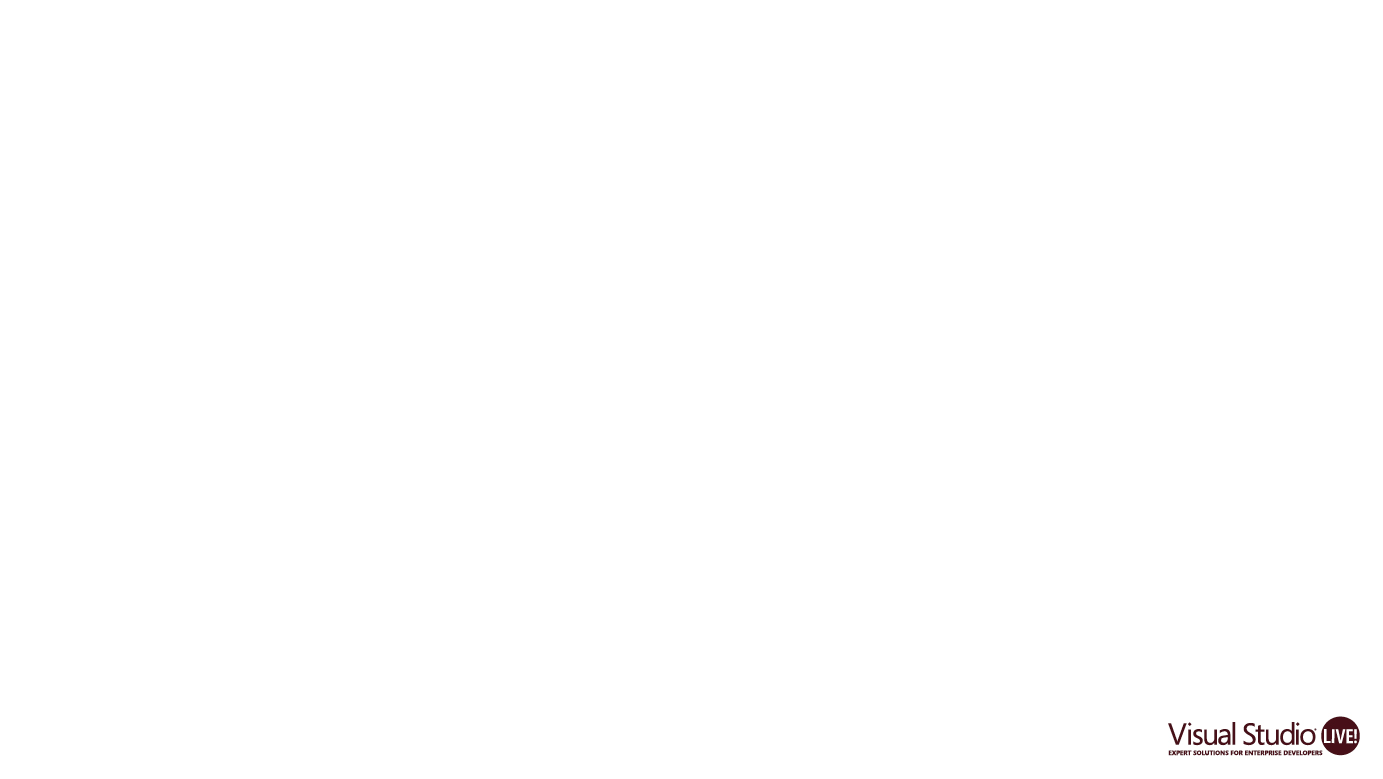 Visual Studio LIVE!
EXPERT SOLUTIONS FOR ENTERPRISE DEVELOPERS